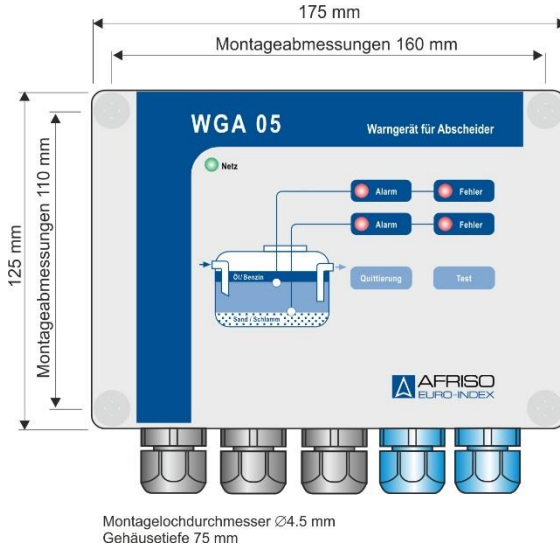 175 mm
Montageabmessungen 160 mm
125 mm
Montageabmessungen 110 mm
WGA 05
Warngerät für Abscheider
Netz
Alarm
Fehler
Alarm
Fehler
Öl/Benzin
Quittierung
Test
Sand / Schlamm
AFRISO
EURO-INDEX
Montagelochdurchmesser ∅4.5 mm
Gehäusetiefe 75 mm